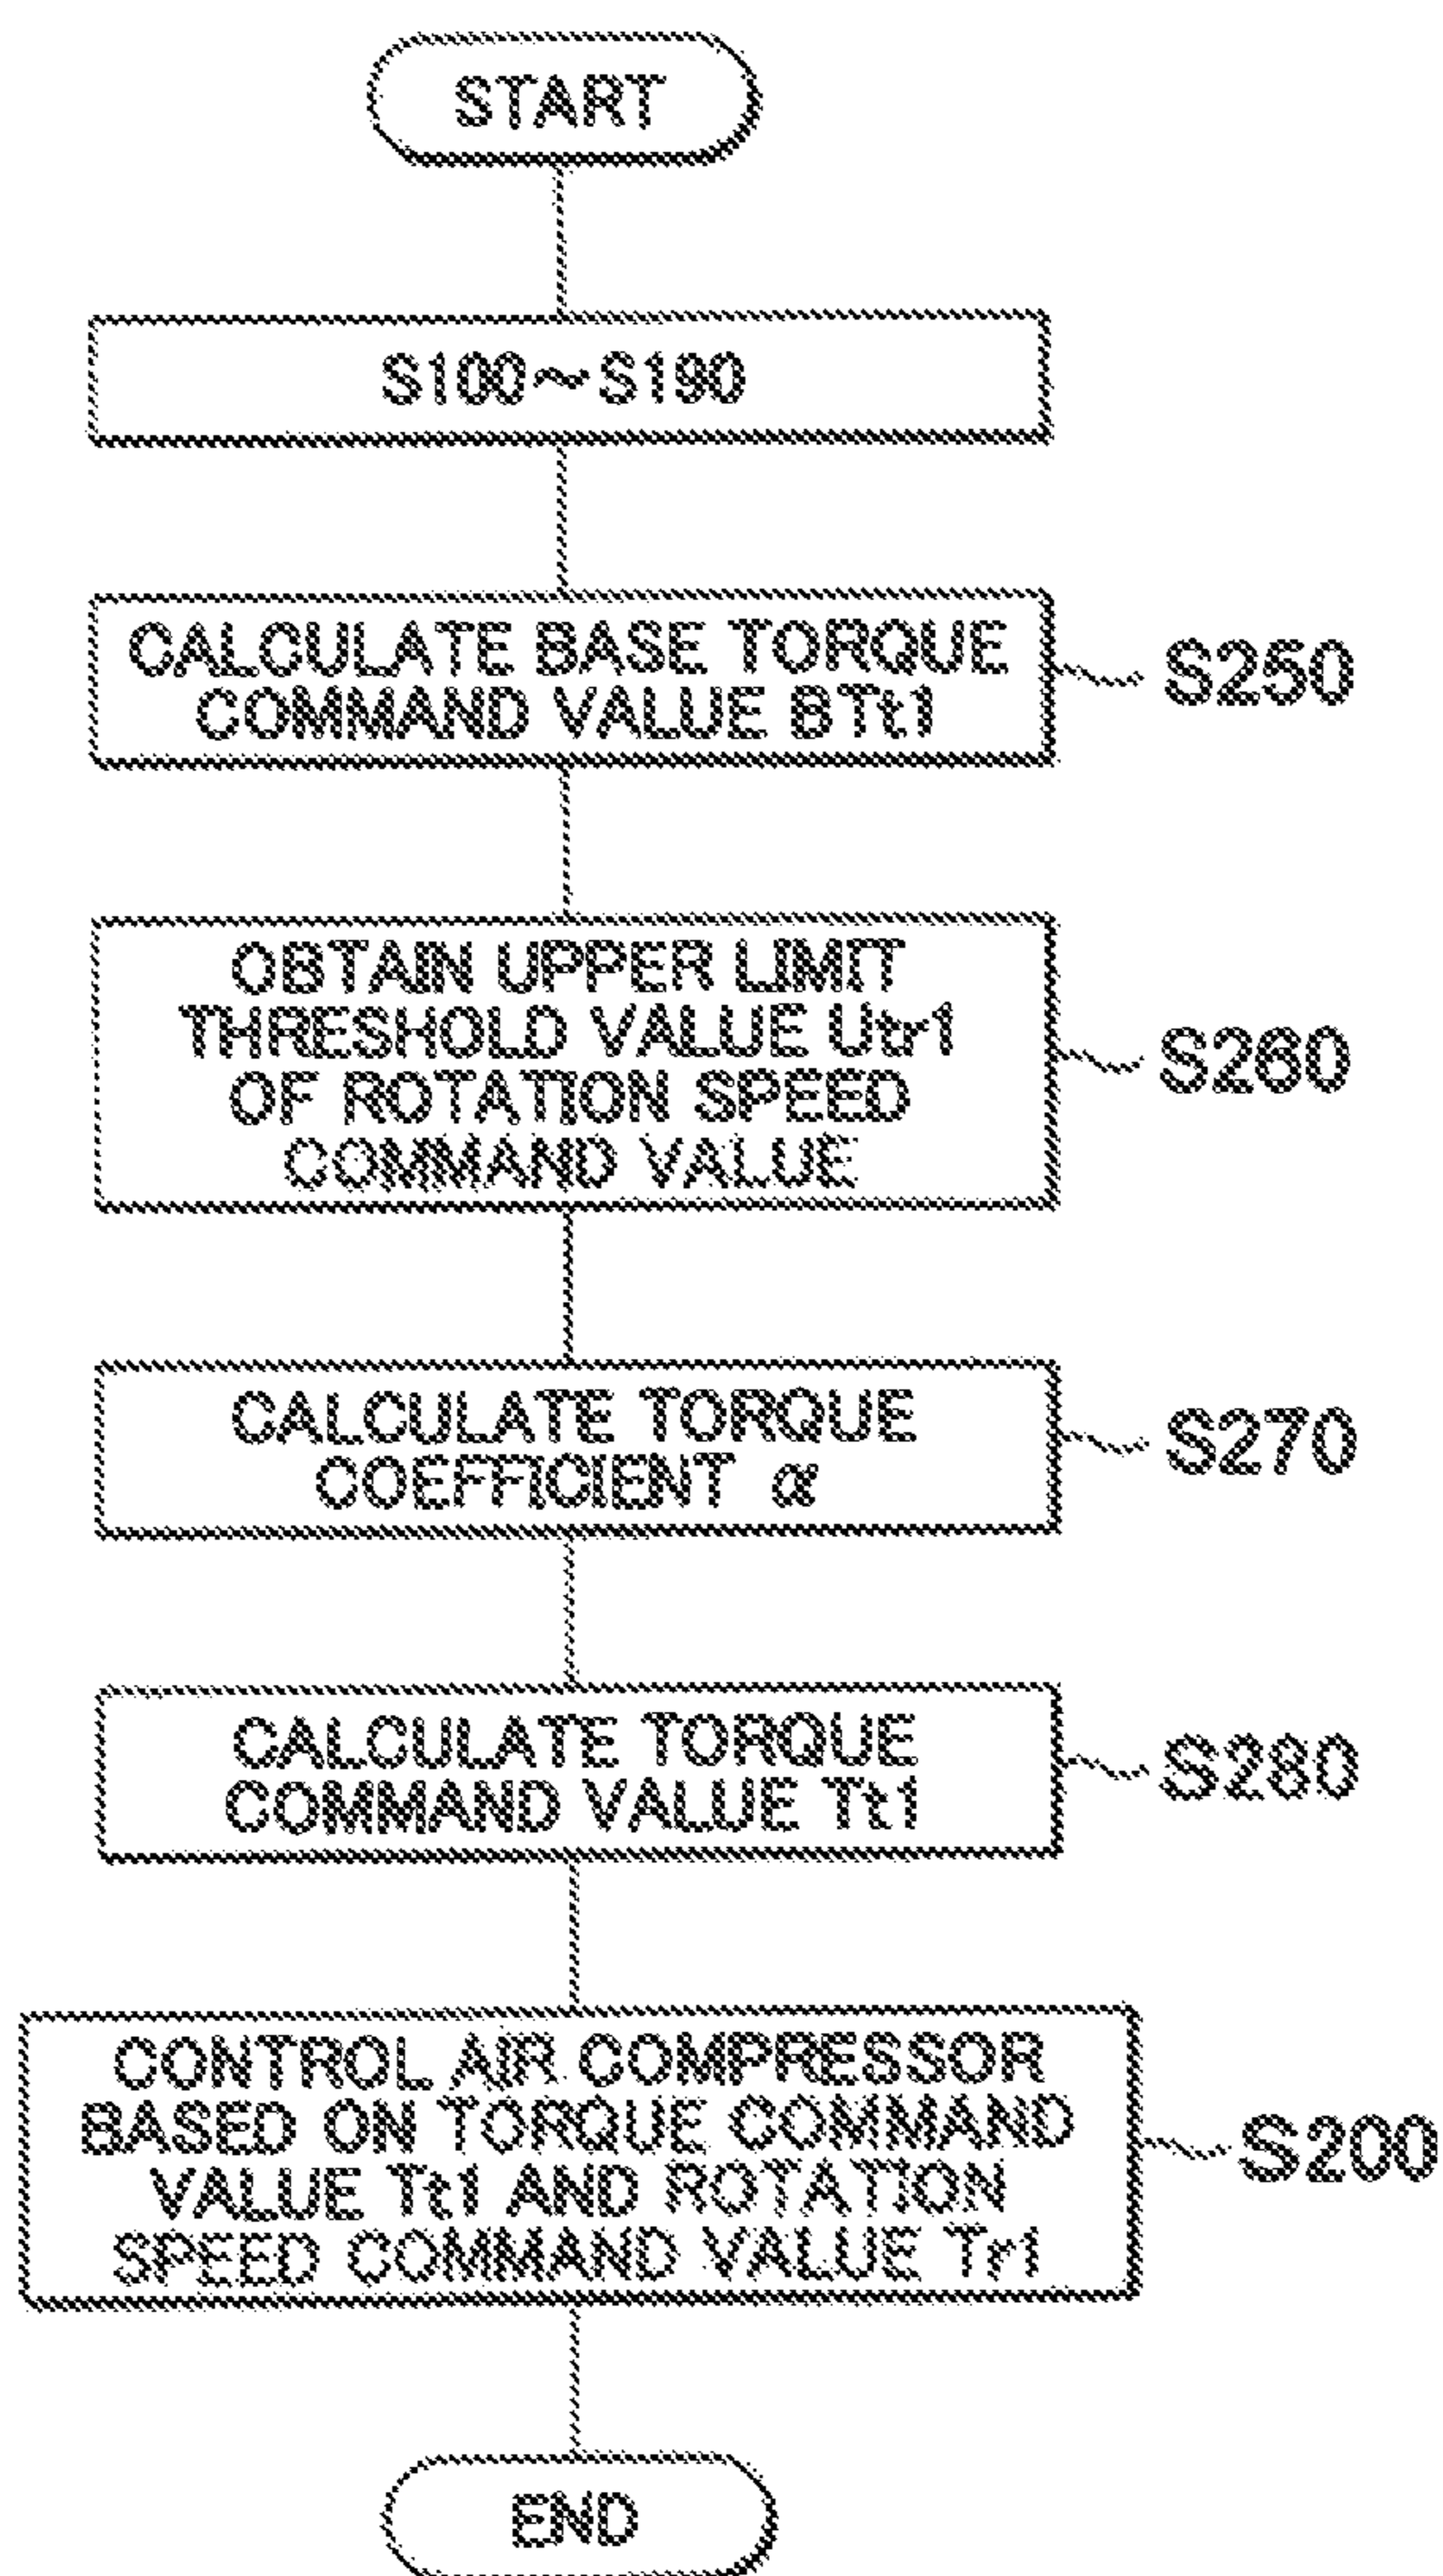 START
S100~S190
CALCULATE BASE TORQUE
COMMAND VALUE BTt1
S250
OBTAIN UPPER LIMIT
THRESHOLD VALUE Utr1
OF ROTATION SPEED
COMMAND VALUE
S260
CALCULATE TORQUE
COEFFICIENT α
S270
CALCULATE TORQUE
COMMAND VALUE Tt1
S280
CONTROL AIR COMPRESSOR
BASED ON TORQUE COMMAND
VALUE Tt1 AND ROTATION
SPEED COMMAND VALUE Tr1
S200
END